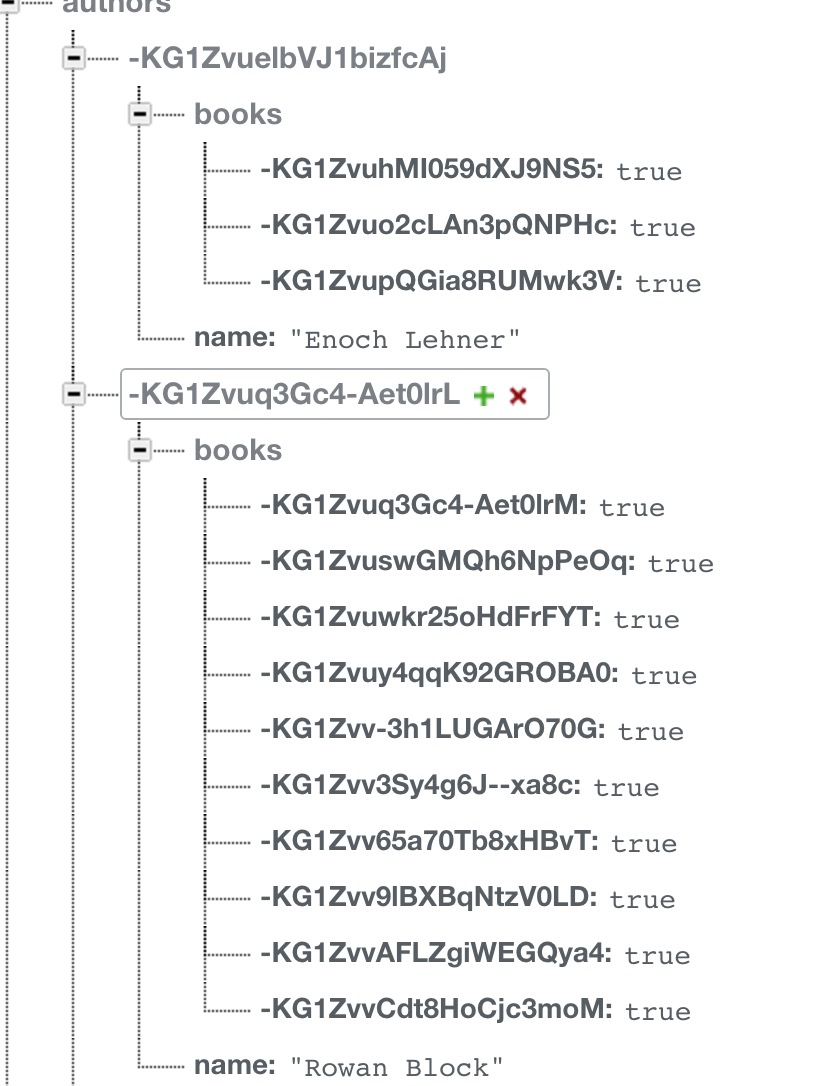 authors
-KG1ZvuelbVJ1bizfcAj
books
-KG1ZvuhMI059dXJ9NS5: true
-KG1Zvuo2cLAn3pQNPHc: true
-KG1ZvupQGia8RUMwk3V: true
name: "Enoch Lehner"
-KG1Zvuq3Gc4-Aet0lrL
books
-KG1Zvuq3Gc4-Aet0lrM: true
-KG1ZvuswGMQh6NpPeOq: true
-KG1Zvuwkr25oHdFrFYT: true
-KG1Zvuy4qqK92GROBA0: true
-KG1Zvv-3h1LUGArO70G: true
-KG1Zvv3Sy4g6J--xa8c: true
-KG1Zvv65a70Tb8xHBvT: true
-KG1Zvv9lBXBqNtzV0LD: true
-KG1ZvvAFLZgiWEGQya4: true
-KG1ZvvCdt8HoCjc3moM: true
name: "Rowan Block"